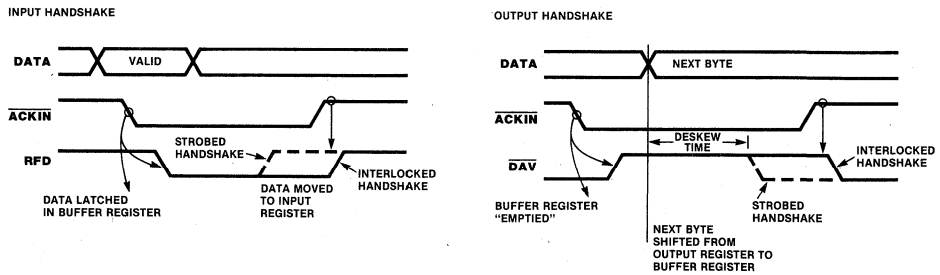 INPUT HANDSHAKE
DATA
VALID
ACKIN
RFD
STROBED
HANDSHAKE
INTERLOCKED
HANDSHAKE
DATA LATCHED
IN BUFFER REGISTER
DATA MOVED
TO INPUT
REGISTER
OUTPUT HANDSHAKE
DATA
NEXT BYTE
ACKIN
DESKEW
TIME
DAV
INTERLOCKED
HANDSHAKE
BUFFER REGISTER
"EMPTIED"
STROBED
HANDSHAKE
NEXT BYTE
SHIFTED FROM
OUTPUT REGISTER TO
BUFFER REGISTER